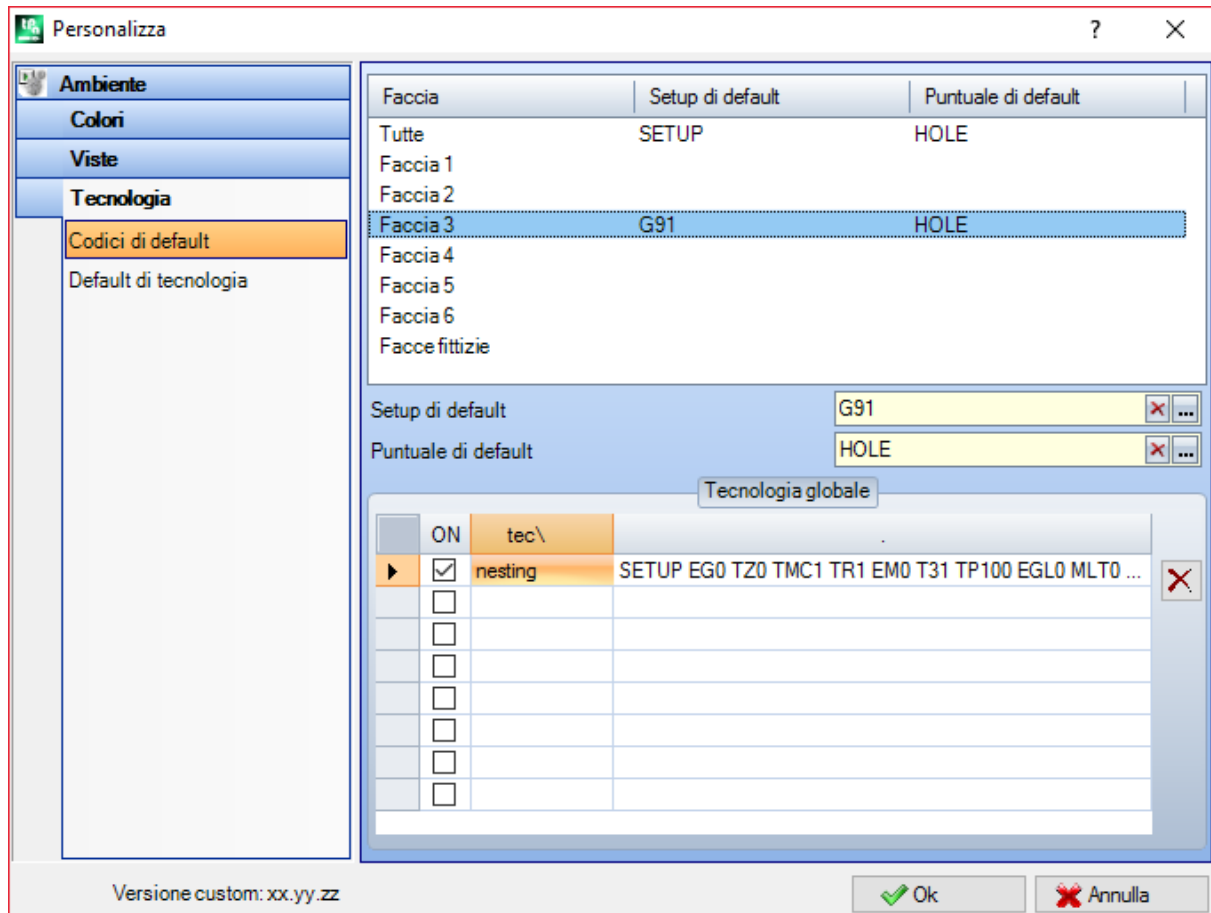 Personalizza
Ambiente
Colori
Viste
Tecnologia
Codici di default
Default di tecnologia
Faccia Setup di default Puntuale di default
Tutte SETUP HOLE
Faccia 1
Faccia 2
Faccia 3 G91 HOLE
Faccia 4
Faccia 5
Faccia 6
Facce fittizie
Setup di default G91
Puntuale di default HOLE
Tecnologia globale
ON tec\ .
nesting SETUP EG0 TZ0 TMC1 TR1 EM0 T31 TP100 EGL0 MLT0 ...
Versione custom: xx.yy.zz
Ok Annulla